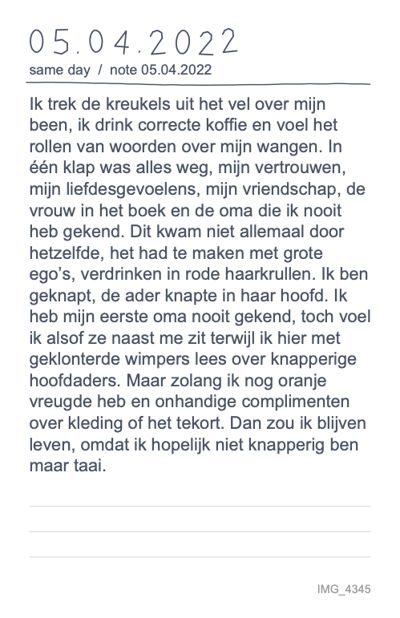 05.04.2022
same day / note 05.04.2022
Ik trek de kreukels uit het vel over mijn
been, ik drink correcte koffie en voel het
rollen van woorden over mijn wangen. In
één klap was alles weg, mijn vertrouwen,
mijn liefdesgevoelens, mijn vriendschap, de
vrouw in het boek en de oma die ik nooit
heb gekend. Dit kwam niet allemaal door
hetzelfde, het had te maken met grote
ego’s, verdrinken in rode haarkrullen. Ik ben
geknapt, de ader knapte in haar hoofd. Ik
heb mijn eerste oma nooit gekend, toch voel
ik alsof ze naast me zit terwijl ik hier met
geklonterde wimpers lees over knapperige
hoofdaders. Maar zolang ik nog oranje
vreugde heb en onhandige complimenten
over kleding of het tekort. Dan zou ik blijven
leven, omdat ik hopelijk niet knapperig ben
maar taai.
IMG_4345